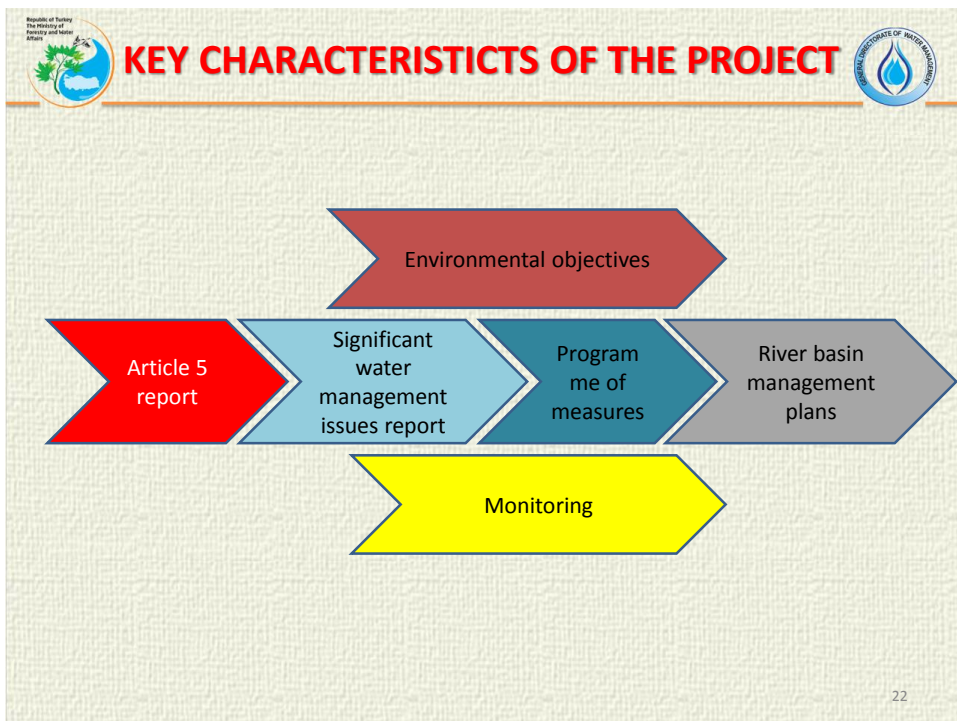 Republic of Turkey
The Ministry of
Forestry and Water
Affairs
KEY CHARACTERISTICTS OF THE PROJECT
GENERAL DIRECTORATE OF WATER MANAGEMENT
Environmental objectives
Article 5
report
Significant
water
management
issues report
Program
me of
measures
River basin
management
plans
Monitoring
22